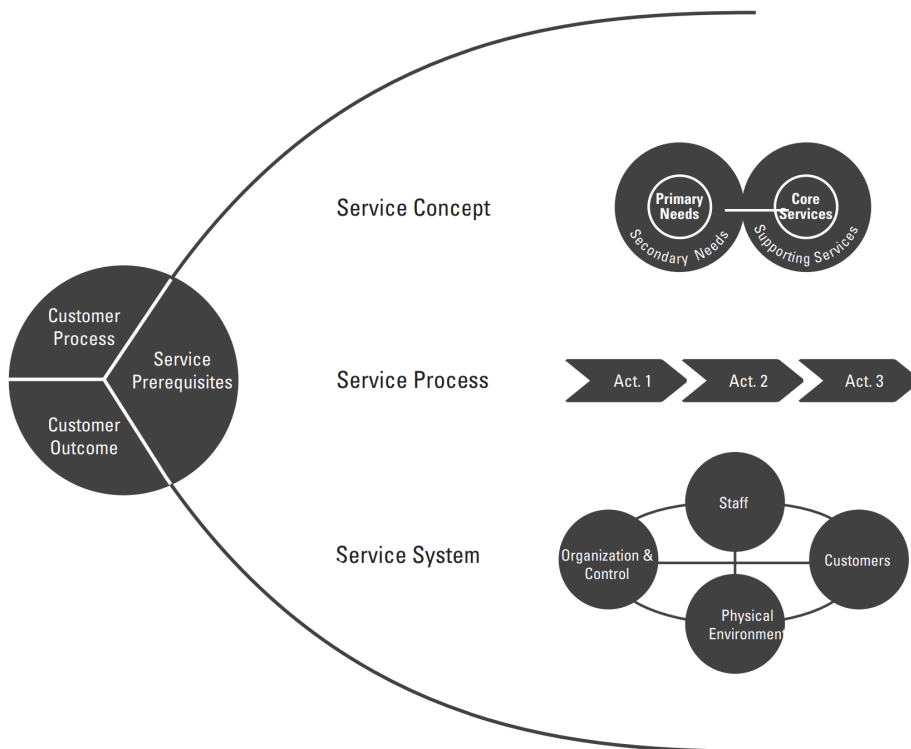 Service Concept
Primary
Needs
Secondary Needs
Core
Services
Supporting Services
Customer
Process
Service
Prerequisites
Customer
Outcome
Service Process
Act. 1
Act. 2
Act. 3
Service System
Staff
Organization &
Control
Customers
Physical
Environment